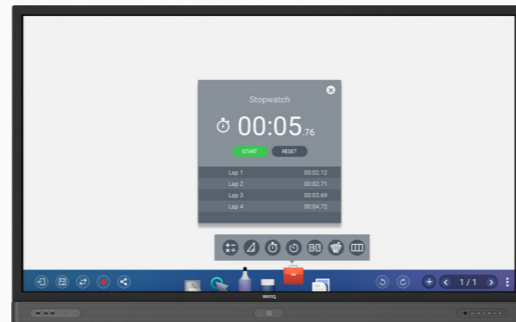 Stopwatch
00:05.76
START RESET
Lap 1 00:02.12
Lap 2 00:02.71
Lap 3 00:03.69
Lap 4 00:04.72
1/1
BenQ